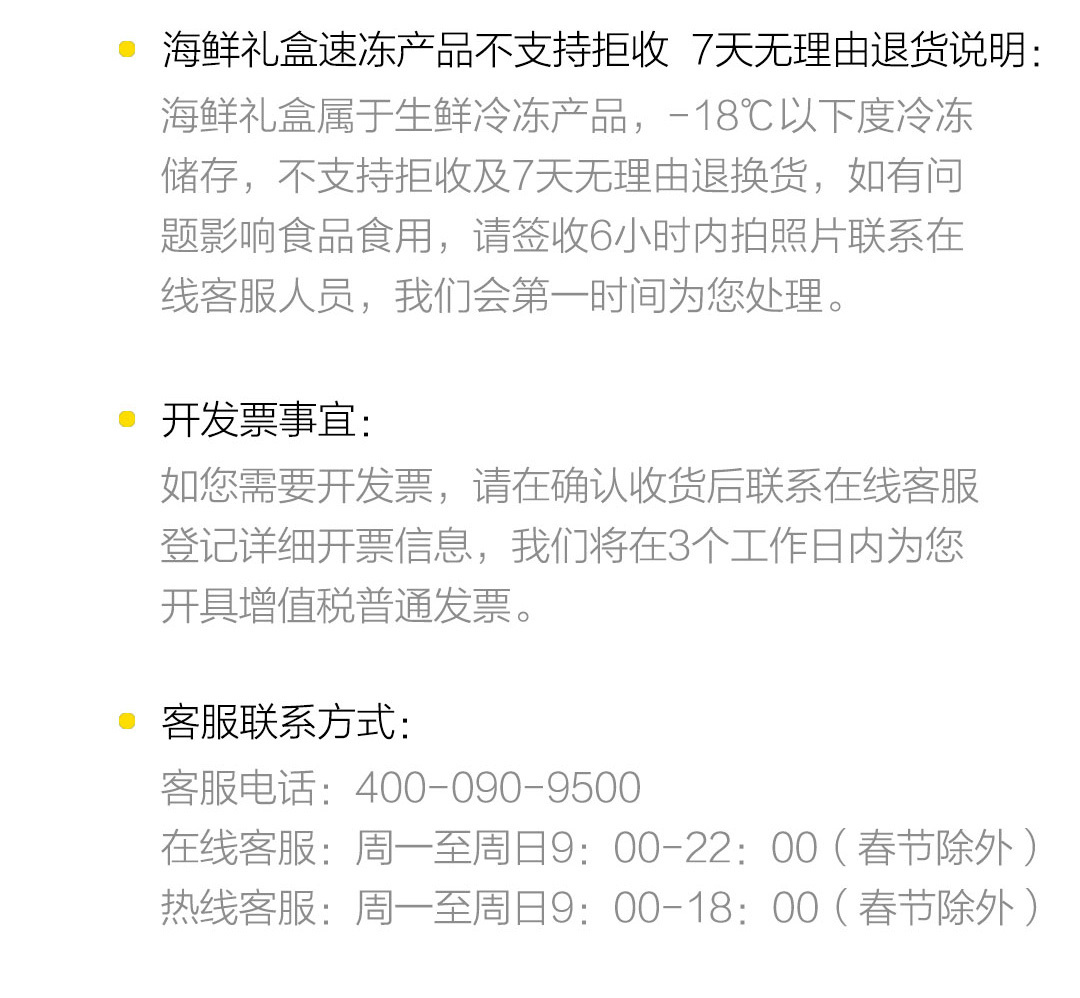 海鲜礼盒速冻产品不支持拒收 7天无理由退货说明：
海鲜礼盒属于生鲜冷冻产品，-18℃以下度冷冻
储存，不支持拒收及7天无理由退换货，如有问
题影响食品食用，请签收6小时内拍照片联系在
线客服人员，我们会第一时间为您处理。
开发票事宜：
如您需要开发票，请在确认收货后联系在线客服
登记详细开票信息，我们将在3个工作日内为您
开具增值税普通发票。
客服联系方式：
客服电话：400-090-9500
在线客服：周一至周日9：00-22：00（春节除外）
热线客服：周一至周日9：00-18：00（春节除外）